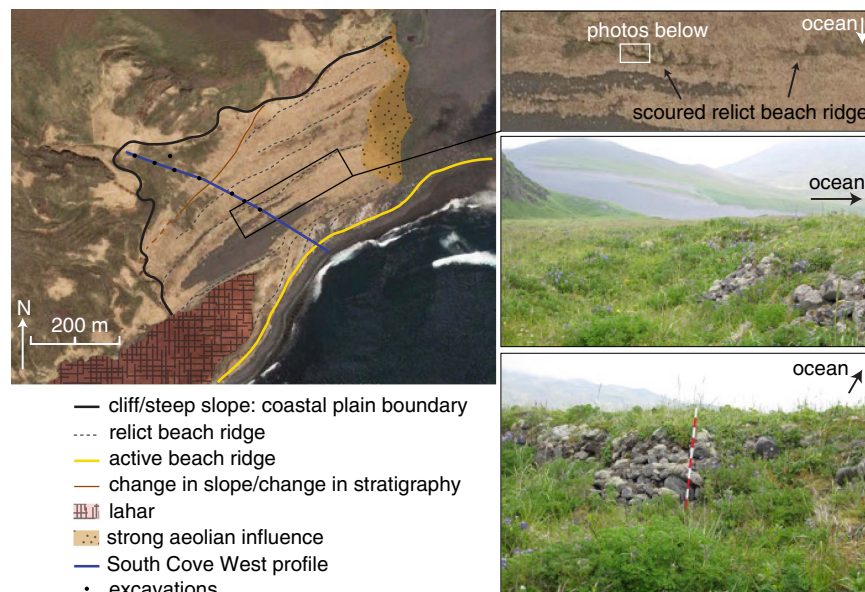 N
200 m
cliff/steep slope: coastal plain boundary
relict beach ridge
active beach ridge
change in slope/change in stratigraphy
lahar
strong aeolian influence
South Cove West profile
excavations
photos below
ocean
scoured relict beach ridge
ocean
ocean